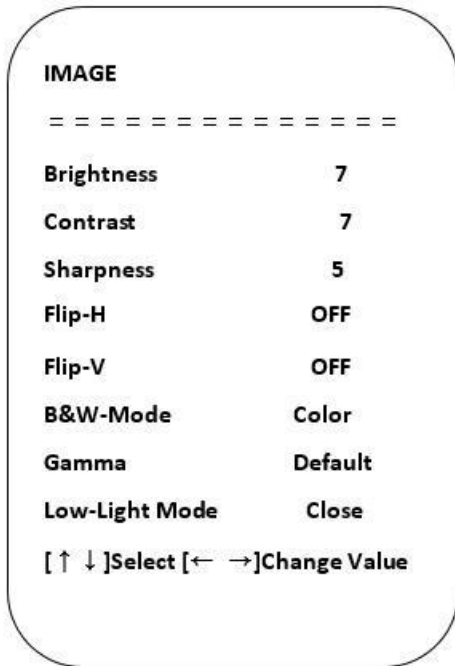 IMAGE
= = = = = = = = = = = = = =
Brightness 7
Contrast 7
Sharpness 5
Flip-H OFF
Flip-V OFF
B&W-Mode Color
Gamma Default
Low-Light Mode Close
[ ↑ ↓ ]Select [← →]Change Value